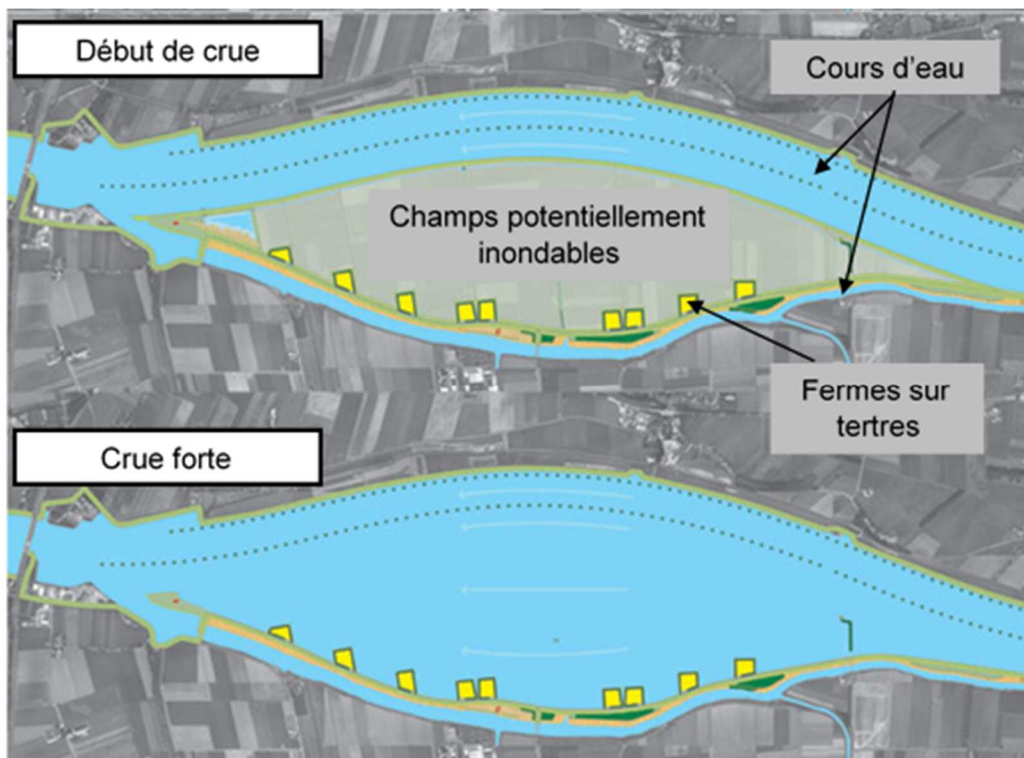 Début de crue
Cours d'eau
Champs potentiellement
inondables
Fermes sur
tertres
Crue forte